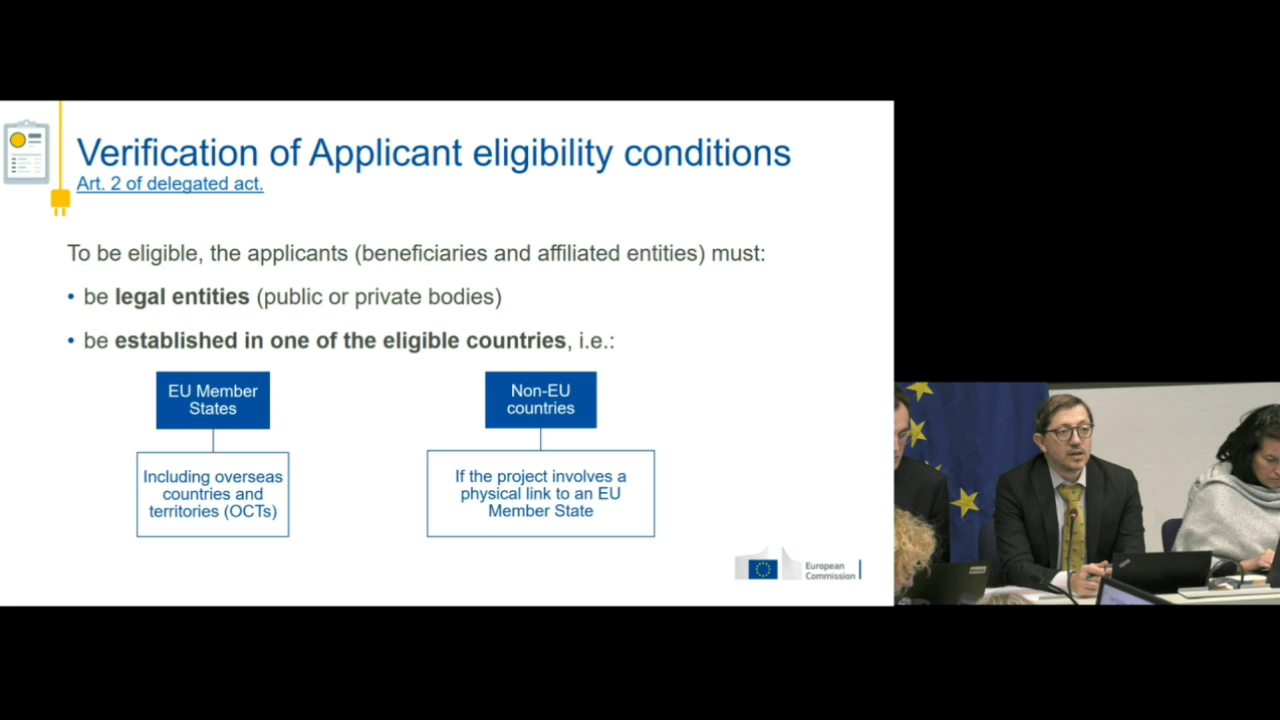 Verification of Applicant eligibility conditions
Art. 2 of delegated act.
To be eligible, the applicants (beneficiaries and affiliated entities) must:
• be legal entities (public or private bodies)
• be established in one of the eligible countries, i.e.:
EU Member
States
Including overseas
countries and
territories (OCTs)
Non-EU
countries
If the project involves a
physical link to an EU
Member State
European
Commission